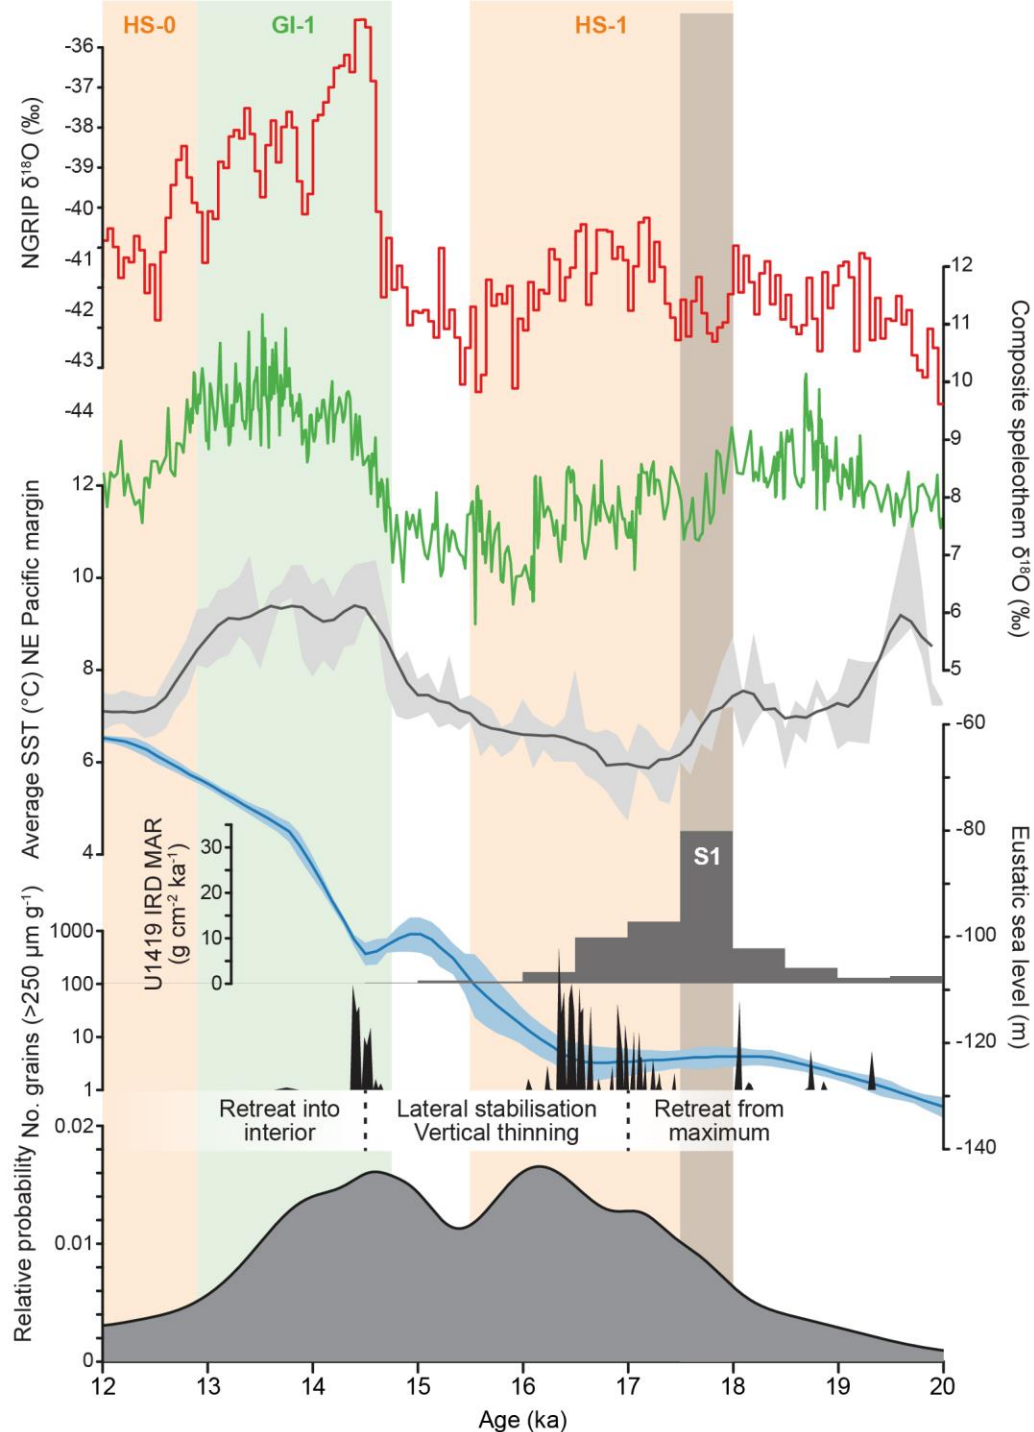 HS-0
GI-1
HS-1
NGRIP δ¹⁸O (‰)
-36
-37
-38
-39
-40
-41
-42
-43
-44
12
11
10
9
8
7
6
5
Composite speleothem δ¹⁸O (‰)
12
10
8
6
4
Average SST (°C) NE Pacific margin
-60
-80
-100
-120
-140
Eustatic sea level (m)
S1
U1419 IRD MAR
(g cm⁻² ka⁻¹)
30
20
10
0
1000
100
10
1
No. grains (>250 μm g⁻¹)
Retreat into
interior
Lateral stabilisation
Vertical thinning
Retreat from
maximum
0.02
0.01
0
Relative probability
12 13 14 15 16 17 18 19 20
Age (ka)